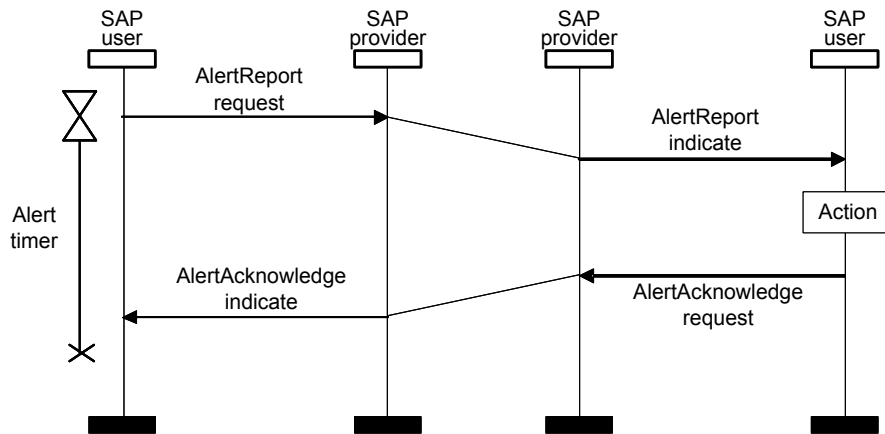 SAP
user
SAP
provider
SAP
provider
SAP
user
AlertReport
request
AlertReport
indicate
Alert
timer
Action
AlertAcknowledge
indicate
AlertAcknowledge
request